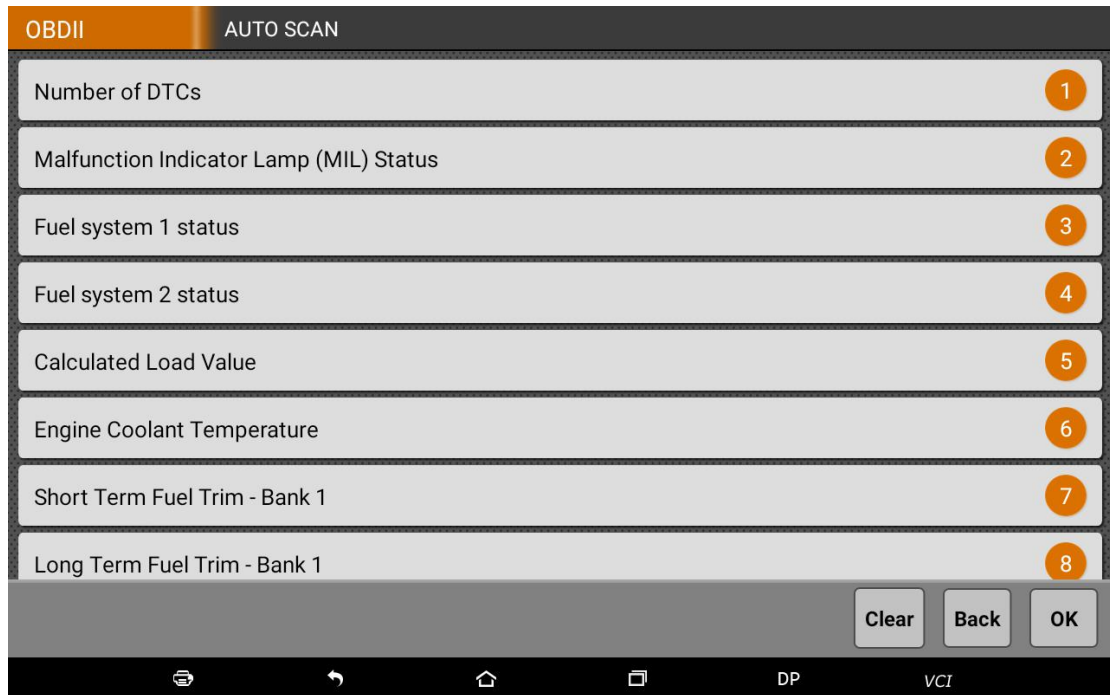 OBDII AUTO SCAN
Number of DTCs 1
Malfunction Indicator Lamp (MIL) Status 2
Fuel system 1 status 3
Fuel system 2 status 4
Calculated Load Value 5
Engine Coolant Temperature 6
Short Term Fuel Trim - Bank 1 7
Long Term Fuel Trim - Bank 1 8
Clear Back OK
DP VCI